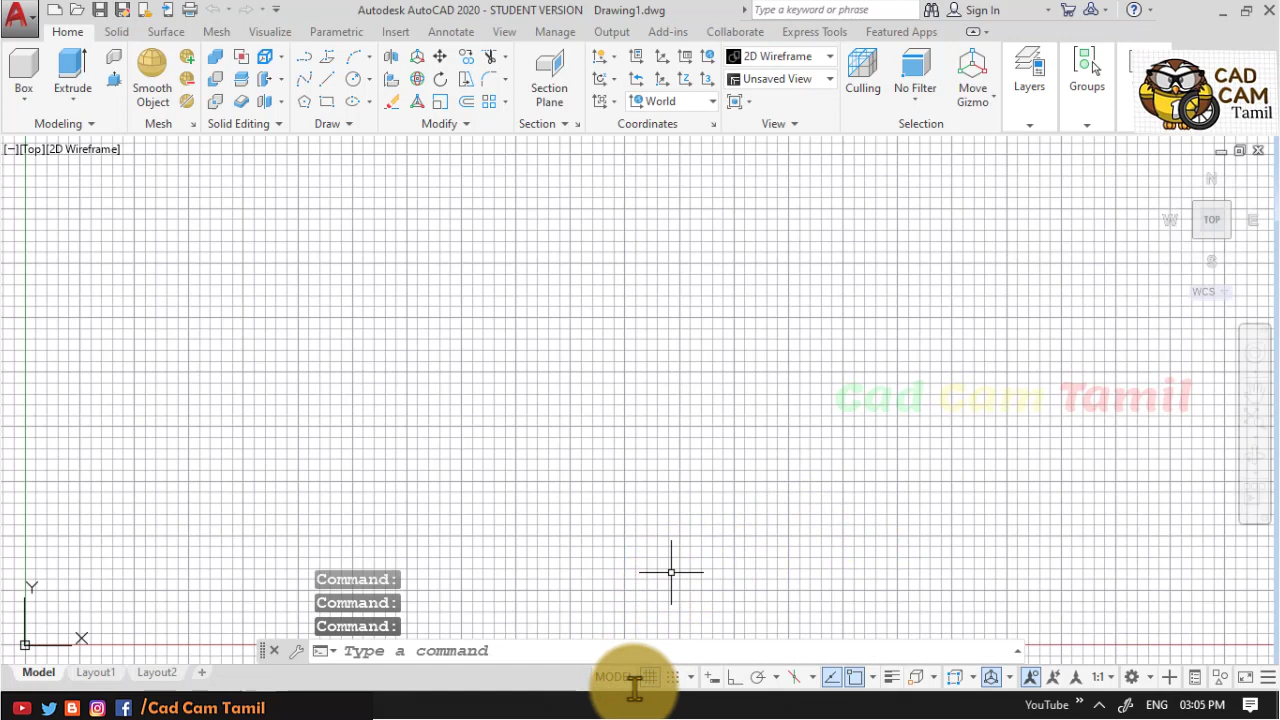 Autodesk AutoCAD 2020 - STUDENT VERSION Drawing1.dwg
Type a keyword or phrase
Sign In
Home Solid Surface Mesh Visualize Parametric Insert Annotate View Manage Output Add-ins Collaborate Express Tools Featured Apps
2D Wireframe
Unsaved View
World
Box Extrude Smooth Object Section Plane Culling No Filter Move Gizmo Layers Groups
CAD
CAM
Tamil
Modeling Mesh Solid Editing Draw Modify Section Coordinates View Selection
[−][Top][2D Wireframe]
N
W TOP E
S
WCS
Cad Cam Tamil
Y
X
Command:
Command:
Command:
Type a command
Model Layout1 Layout2 +
1:1
/Cad Cam Tamil
YouTube
ENG 03:05 PM